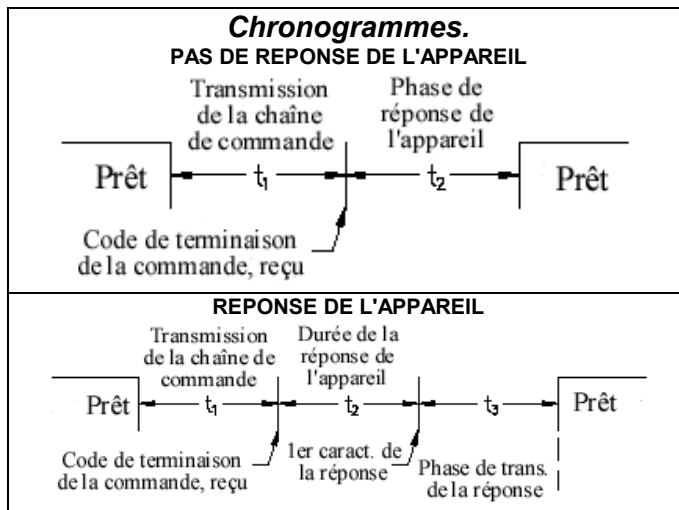 Chronogrammes.
PAS DE REPONSE DE L'APPAREIL
Transmission
de la chaîne
de commande
Phase de
réponse de
l'appareil
Prêt
t1
t2
Prêt
Code de terminaison
de la commande, reçu
REPONSE DE L'APPAREIL
Transmission
de la chaîne de
commande
Durée de la
réponse de
l'appareil
Prêt
t1
t2
t3
Prêt
Code de terminaison
de la commande, reçu
1er caract. de
la réponse
Phase de trans.
de la réponse